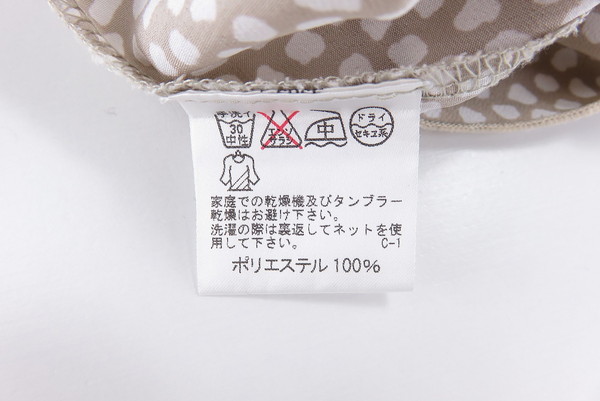 手洗イ
30
中性
エンソ
サラシ
中
ドライ
セキユ系
家庭での乾燥機及びタンブラー
乾燥はお避け下さい。
洗濯の際は裏返してネットを使
用して下さい。 C-1
ポリエステル 100%